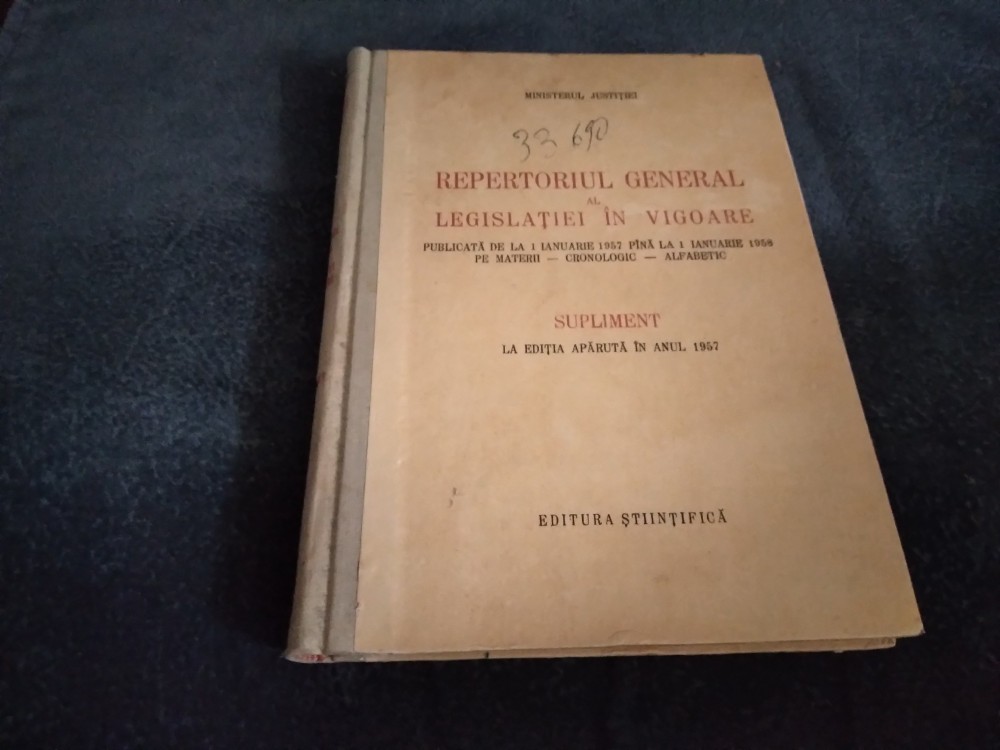 MINISTERUL JUSTIȚIEI
33 690
REPERTORIUL GENERAL
AL
LEGISLAȚIEI ÎN VIGOARE
PUBLICATĂ DE LA 1 IANUARIE 1957 PÎNĂ LA 1 IANUARIE 1958
PE MATERII — CRONOLOGIC — ALFABETIC
SUPLIMENT
LA EDIȚIA APĂRUTĂ ÎN ANUL 1957
EDITURA ȘTIINȚIFICĂ